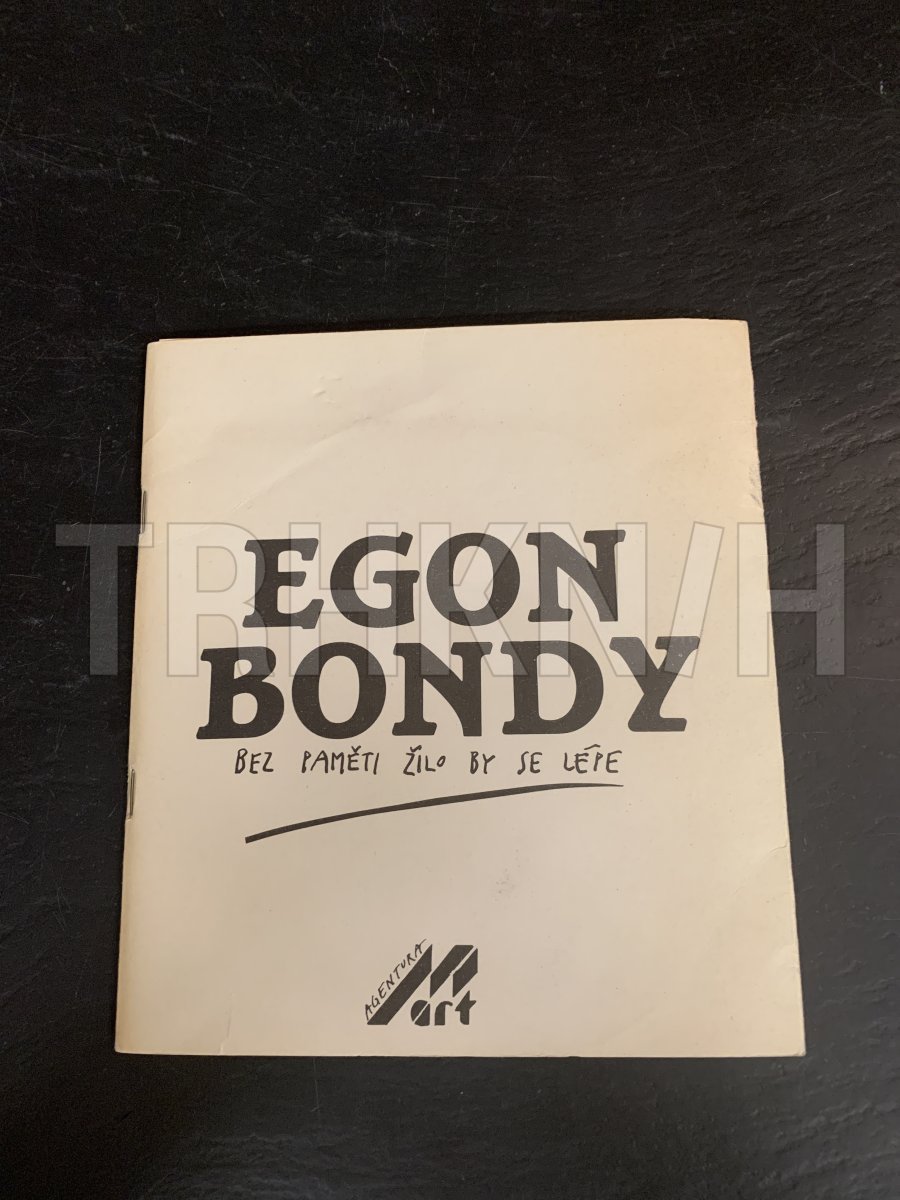 EGON
BONDY
BEZ PAMĚTI ŽILO BY SE LÉPE
AGENTURA
art
TRHKNIH